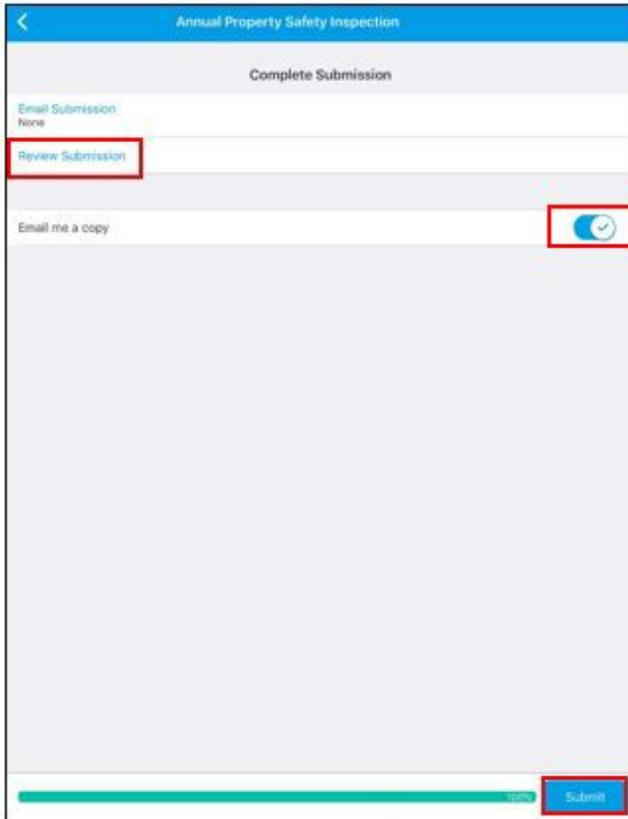 Annual Property Safety Inspection
Complete Submission
Email Submission
None
Review Submission
Email me a copy
100%
Submit